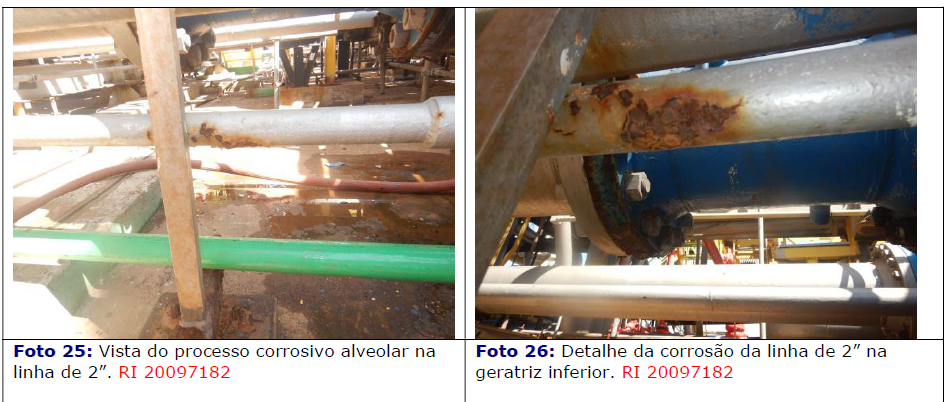 Foto 25: Vista do processo corrosivo alveolar na
linha de 2”. RI 20097182
Foto 26: Detalhe da corrosão da linha de 2” na
geratriz inferior. RI 20097182